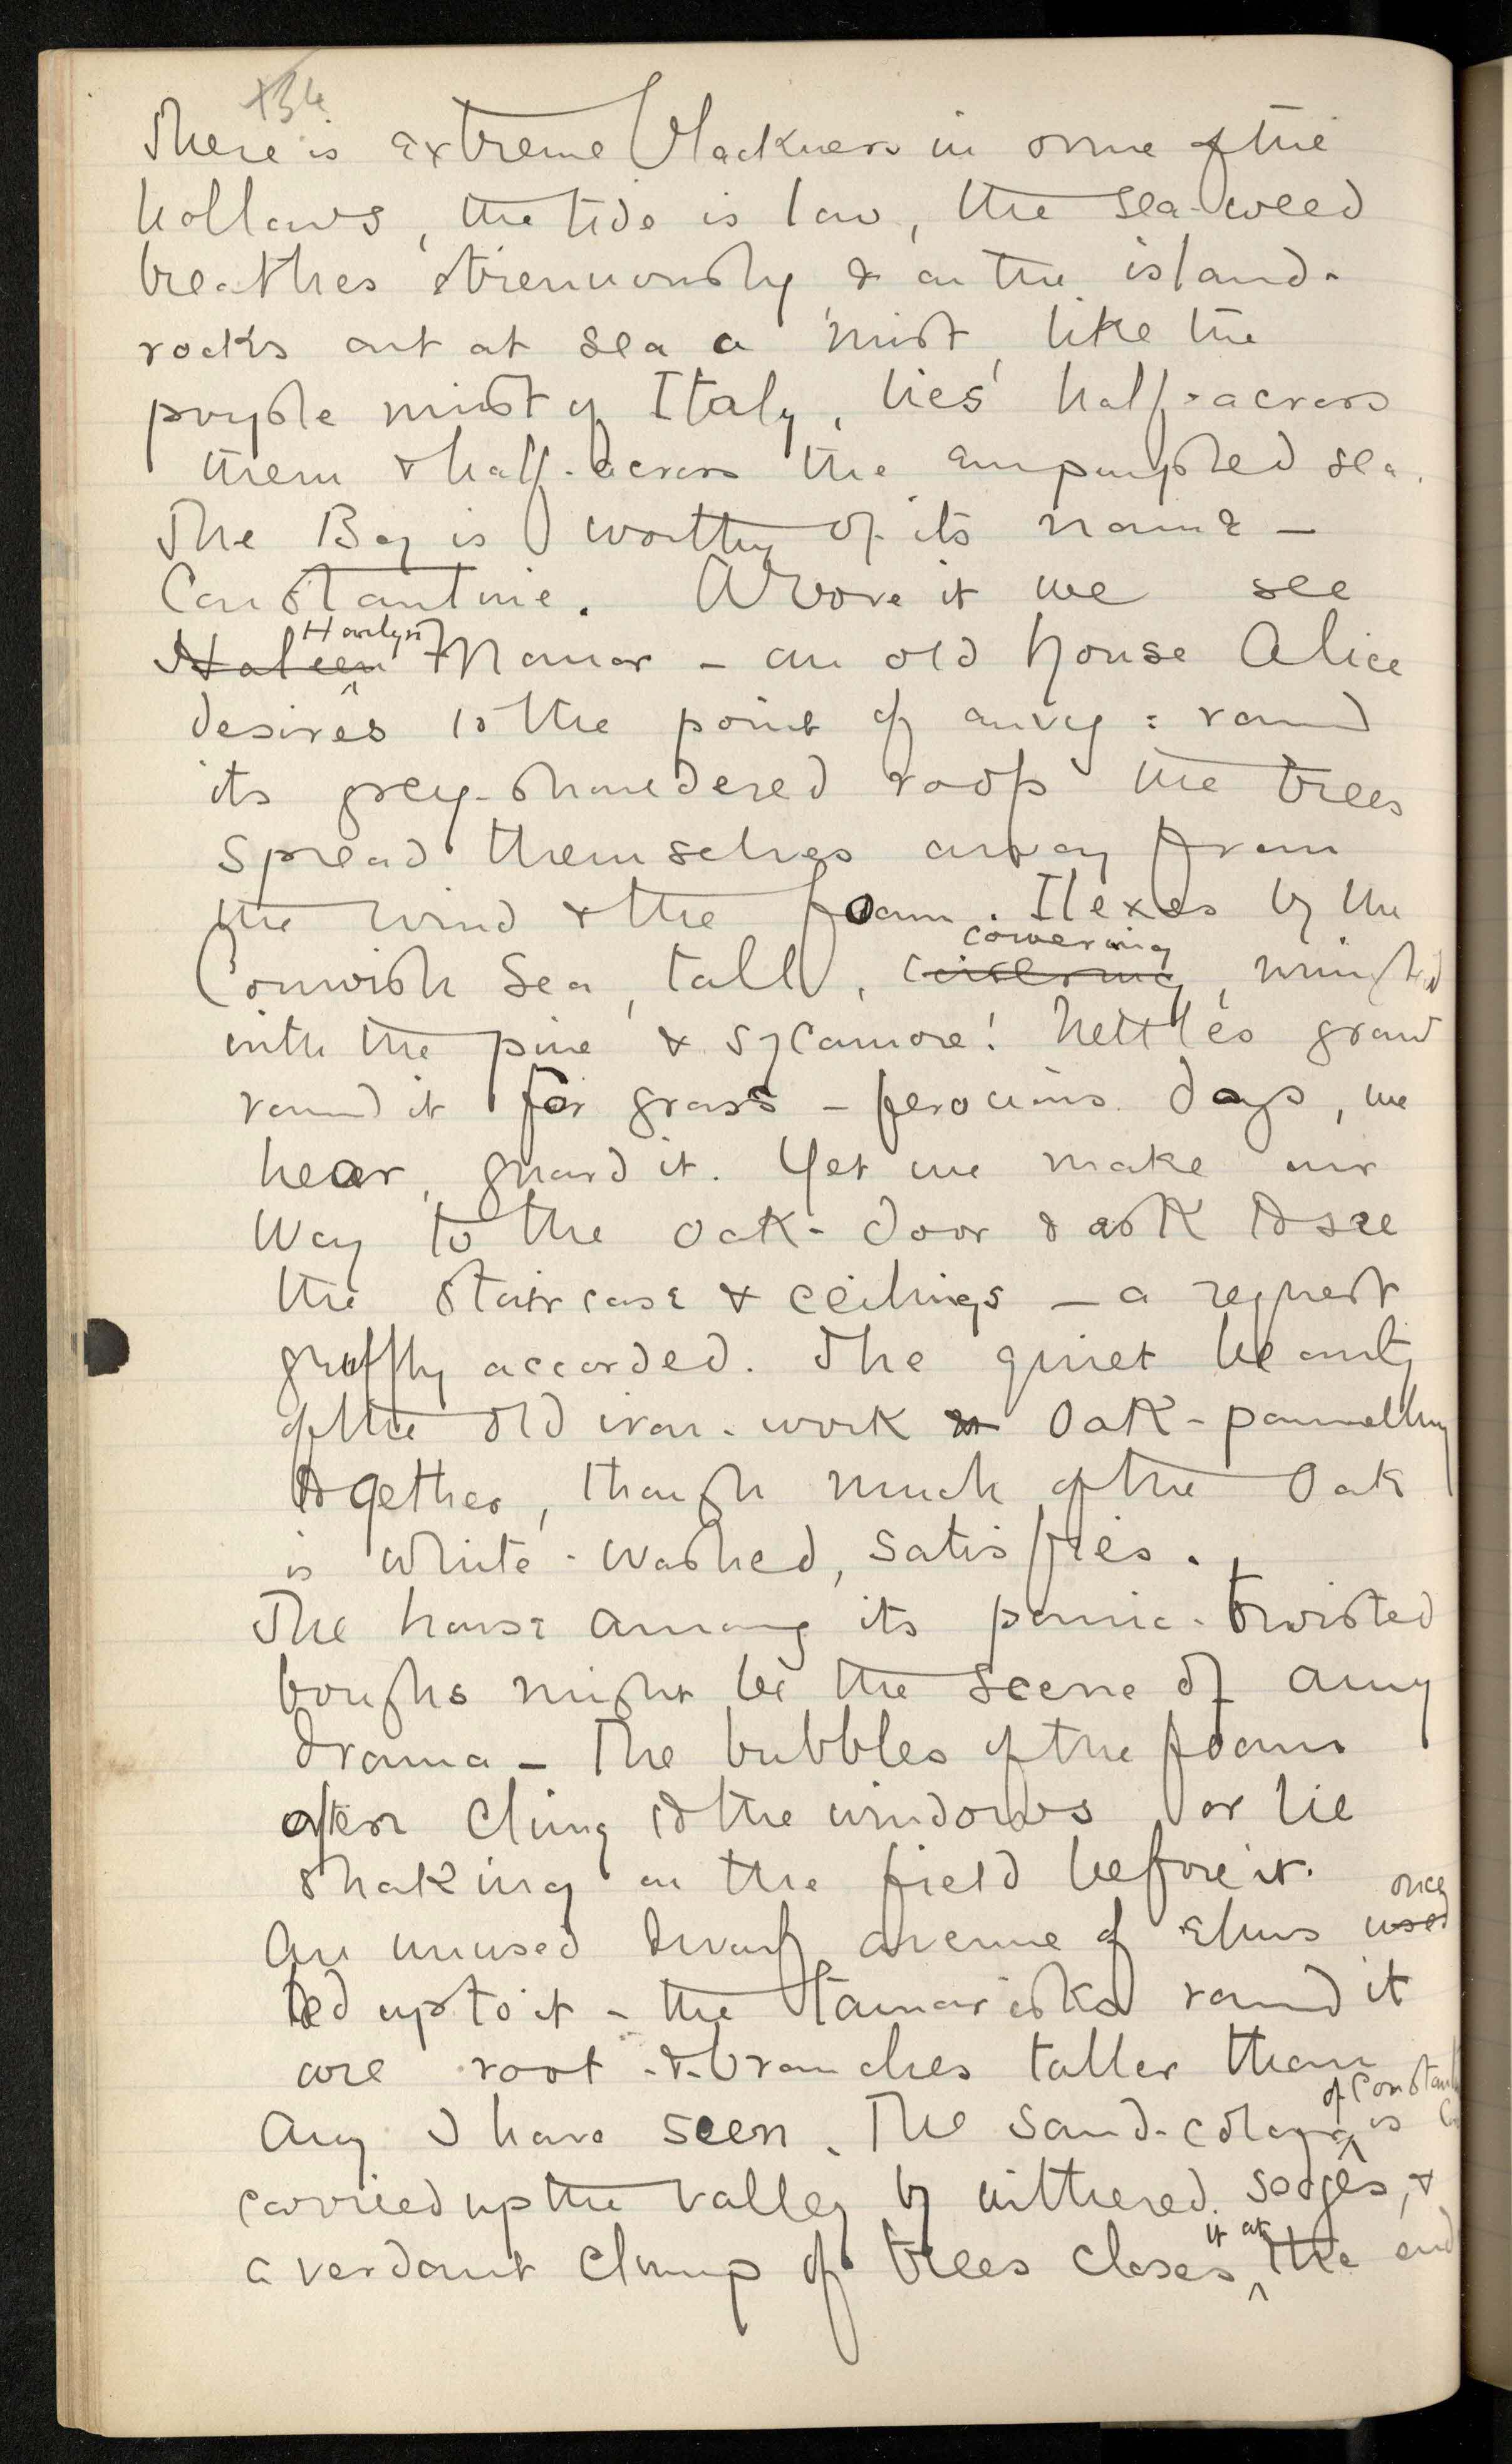 134
There is extreme blackness in some of the
hollows, the tide is low, the sea-weed
breathes strenuously & on the island-
rocks out at sea a mist, like the
purple mist of Italy, lies half-across
them & half-across the empurpled sea.
The Bay is worthy of its name –
Constantine. Above it we see
Harlyn
Manor – an old house Alice
desires to the point of envy: round
its grey-shouldered roofs the trees
spread themselves away from
the wind & the foam. Ilexes by the
cowering
Cornish Sea, tall, , mingled
with the pine & sycamore! Nettles grow
round it for grass – ferocious dogs, we
hear, guard it. Yet we make our
way to the oak-door & ask to see
the staircase & ceilings – a request
gruffly accorded. The quiet beauty
of the old iron-work & oak-pannelling
together, though much of the oak
is white-washed, satisfies.
The house among its panic-twisted
boughs might be the scene of any
drama – The bubbles of the foam
often cling to the windows or lie
shaking on the field before it.
once
An unused dwarf avenue of elms used
led up to it – the tamarisks round it
are root-&-branches taller than
of Constantine
any I have seen. The sand-colour is
carried up the valley by withered sedges, &
it at
a verdant clump of trees closes the end